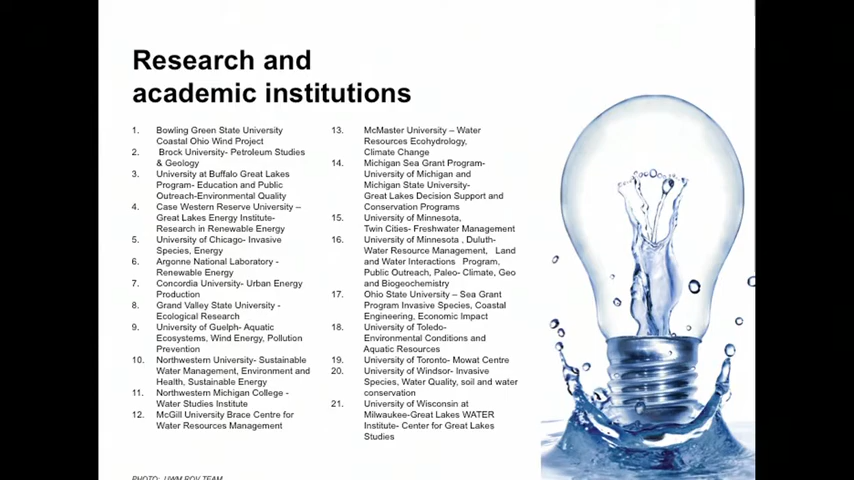 Research and
academic institutions
1. Bowling Green State University
Coastal Ohio Wind Project
2. Brock University- Petroleum Studies
& Geology
3. University at Buffalo Great Lakes
Program- Education and Public
Outreach-Environmental Quality
4. Case Western Reserve University –
Great Lakes Energy Institute-
Research in Renewable Energy
5. University of Chicago- Invasive
Species, Energy
6. Argonne National Laboratory -
Renewable Energy
7. Concordia University- Urban Energy
Production
8. Grand Valley State University -
Ecological Research
9. University of Guelph- Aquatic
Ecosystems, Wind Energy, Pollution
Prevention
10. Northwestern University- Sustainable
Water Management, Environment and
Health, Sustainable Energy
11. Northwestern Michigan College -
Water Studies Institute
12. McGill University Brace Centre for
Water Resources Management
13. McMaster University – Water
Resources Ecohydrology,
Climate Change
14. Michigan Sea Grant Program-
University of Michigan and
Michigan State University-
Great Lakes Decision Support and
Conservation Programs
15. University of Minnesota,
Twin Cities- Freshwater Management
16. University of Minnesota , Duluth-
Water Resource Management, Land
and Water Interactions Program,
Public Outreach, Paleo- Climate, Geo
and Biogeochemistry
17. Ohio State University – Sea Grant
Program Invasive Species, Coastal
Engineering, Economic Impact
18. University of Toledo-
Environmental Conditions and
Aquatic Resources
19. University of Toronto- Mowat Centre
20. University of Windsor- Invasive
Species, Water Quality, soil and water
conservation
21. University of Wisconsin at
Milwaukee-Great Lakes WATER
Institute- Center for Great Lakes
Studies
PHOTO: UWM ROV TEAM